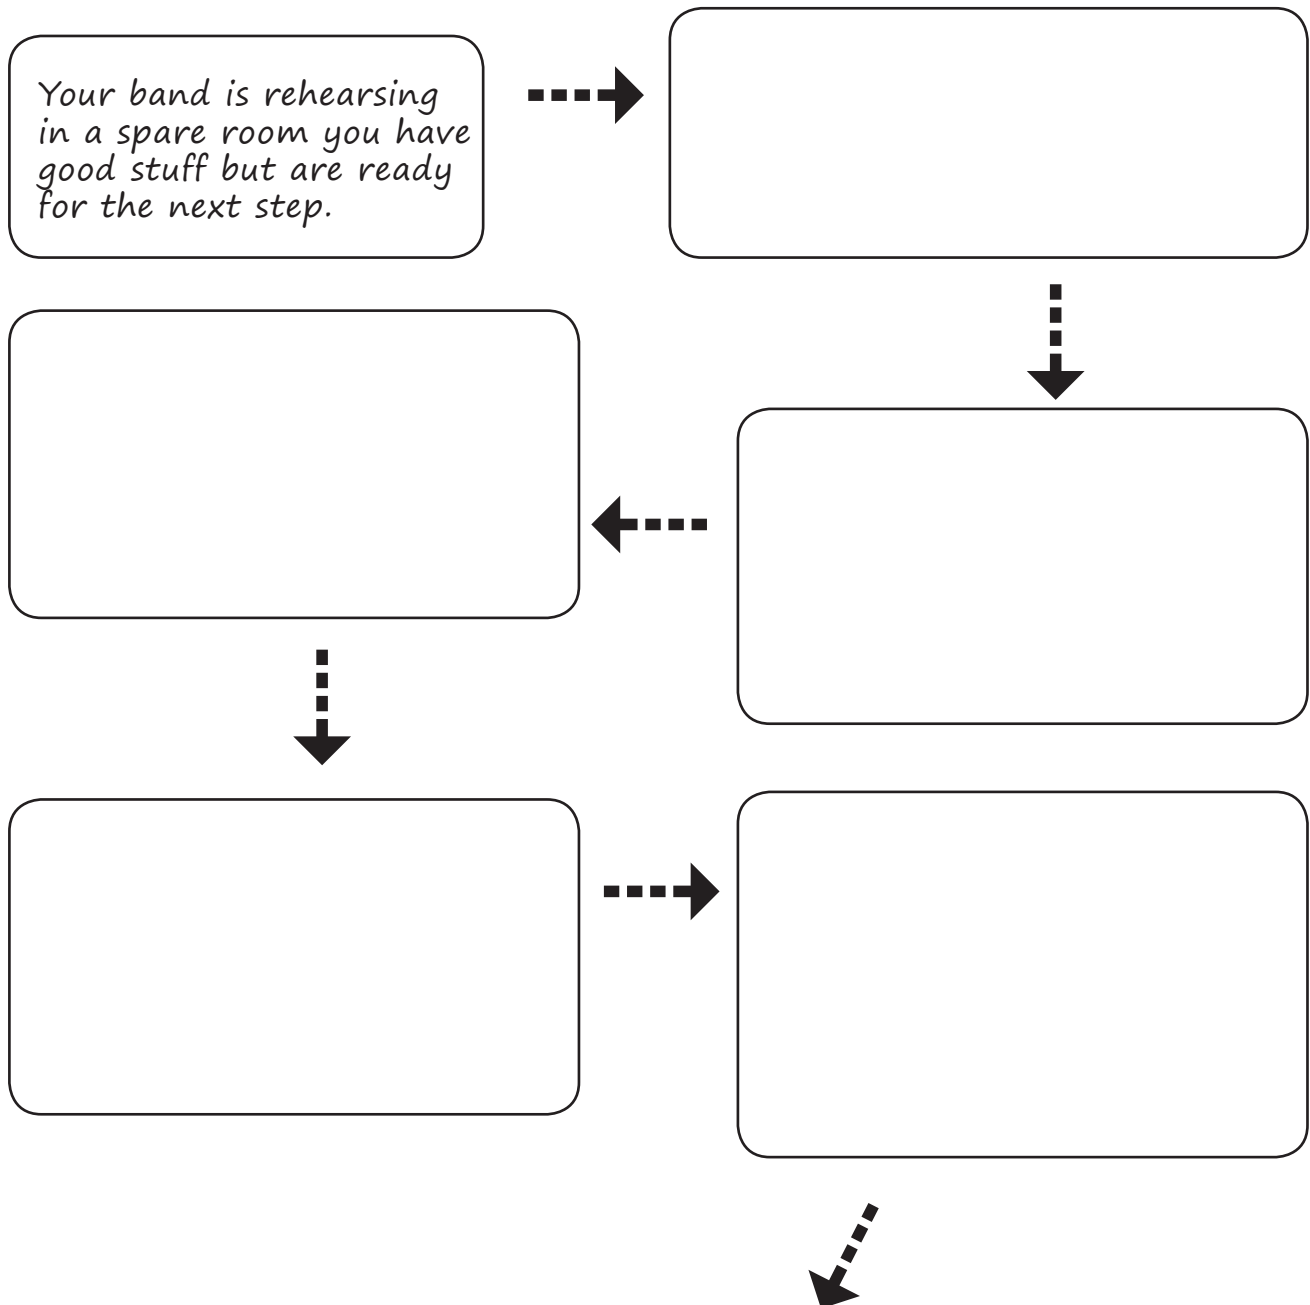 Your band is rehearsing
in a spare room you have
good stuff but are ready
for the next step.